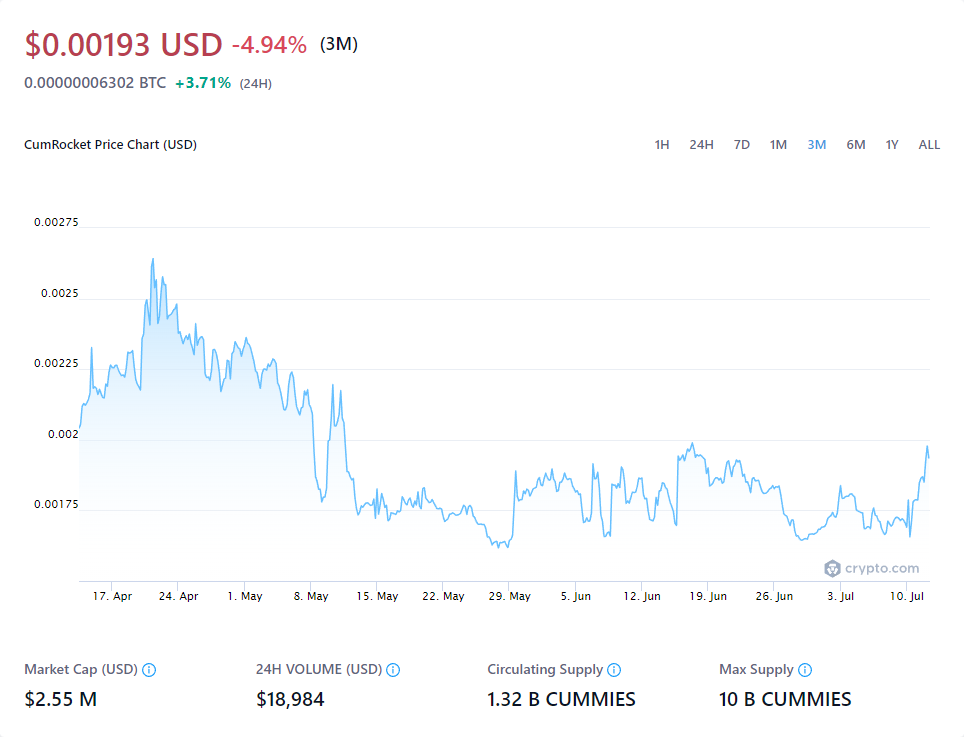 $0.00193 USD -4.94% (3M)
0.00000006302 BTC +3.71% (24H)
CumRocket Price Chart (USD) 1H 24H 7D 1M 3M 6M 1Y ALL
0.00275
0.0025
0.00225
0.002
0.00175
crypto.com
17. Apr 24. Apr 1. May 8. May 15. May 22. May 29. May 5. Jun 12. Jun 19. Jun 26. Jun 3. Jul 10. Jul
Market Cap (USD) 24H VOLUME (USD) Circulating Supply Max Supply
$2.55 M $18,984 1.32 B CUMMIES 10 B CUMMIES